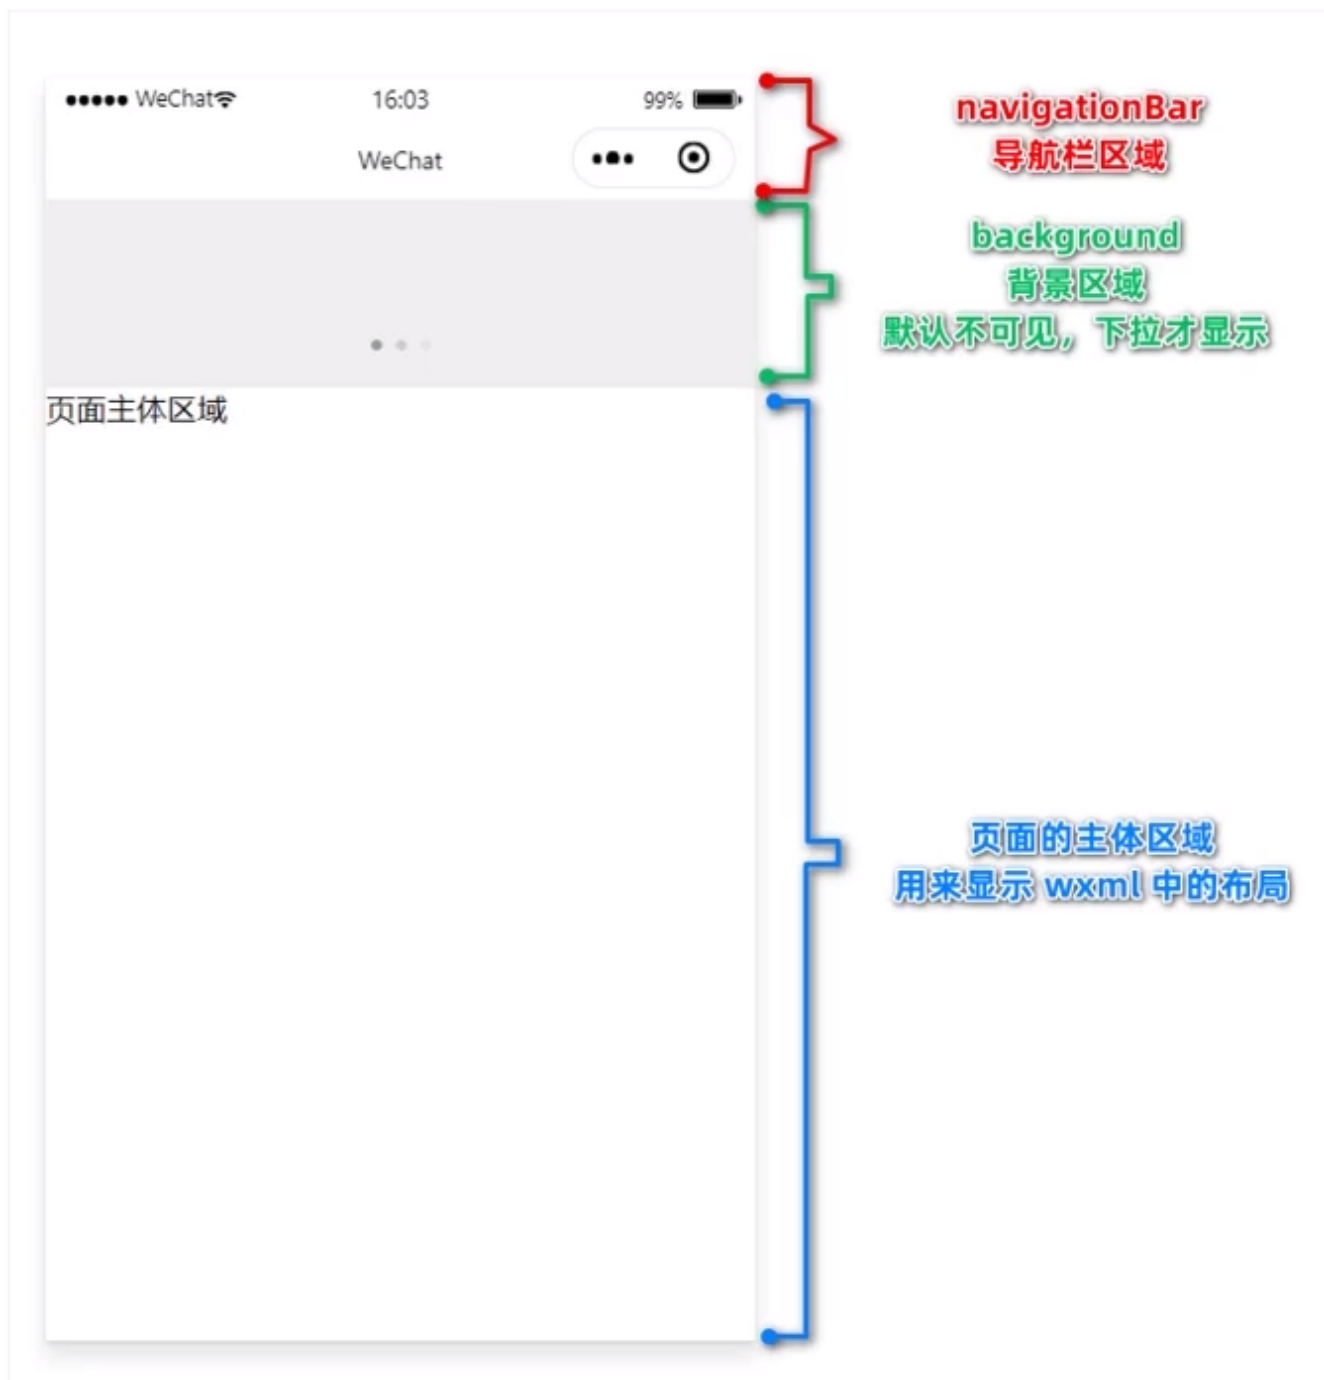 WeChat 16:03 99%
WeChat
页面主体区域
navigationBar
导航栏区域
background
背景区域
默认不可见，下拉才显示
页面的主体区域
用来显示 wxml 中的布局